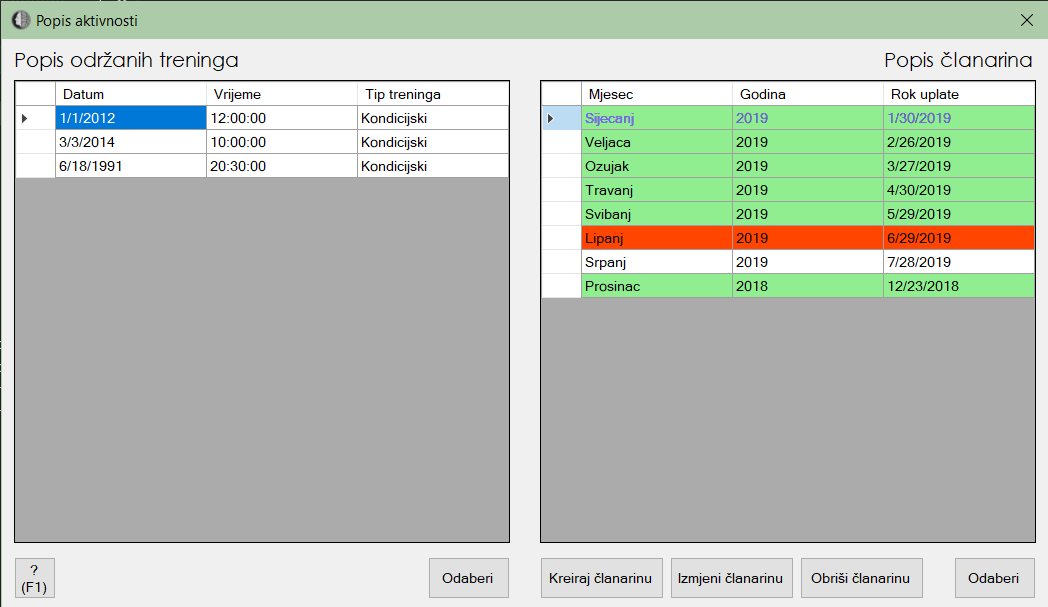 Popis aktivnosti
Popis održanih treninga
Datum Vrijeme Tip treninga
1/1/2012 12:00:00 Kondicijski
3/3/2014 10:00:00 Kondicijski
6/18/1991 20:30:00 Kondicijski
? (F1)
Odaberi
Popis članarina
Mjesec Godina Rok uplate
Sijecanj 2019 1/30/2019
Veljaca 2019 2/26/2019
Ozujak 2019 3/27/2019
Travanj 2019 4/30/2019
Svibanj 2019 5/29/2019
Lipanj 2019 6/29/2019
Srpanj 2019 7/28/2019
Prosinac 2018 12/23/2018
Kreiraj članarinu
Izmjeni članarinu
Obriši članarinu
Odaberi